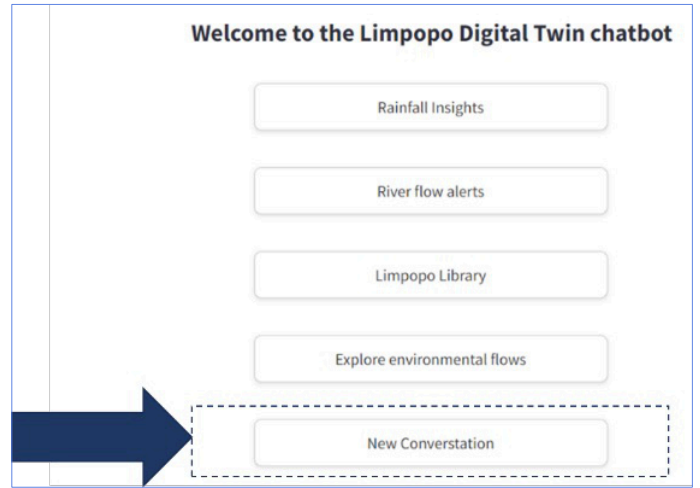 Welcome to the Limpopo Digital Twin chatbot
Rainfall Insights
River flow alerts
Limpopo Library
Explore environmental flows
New Converstation